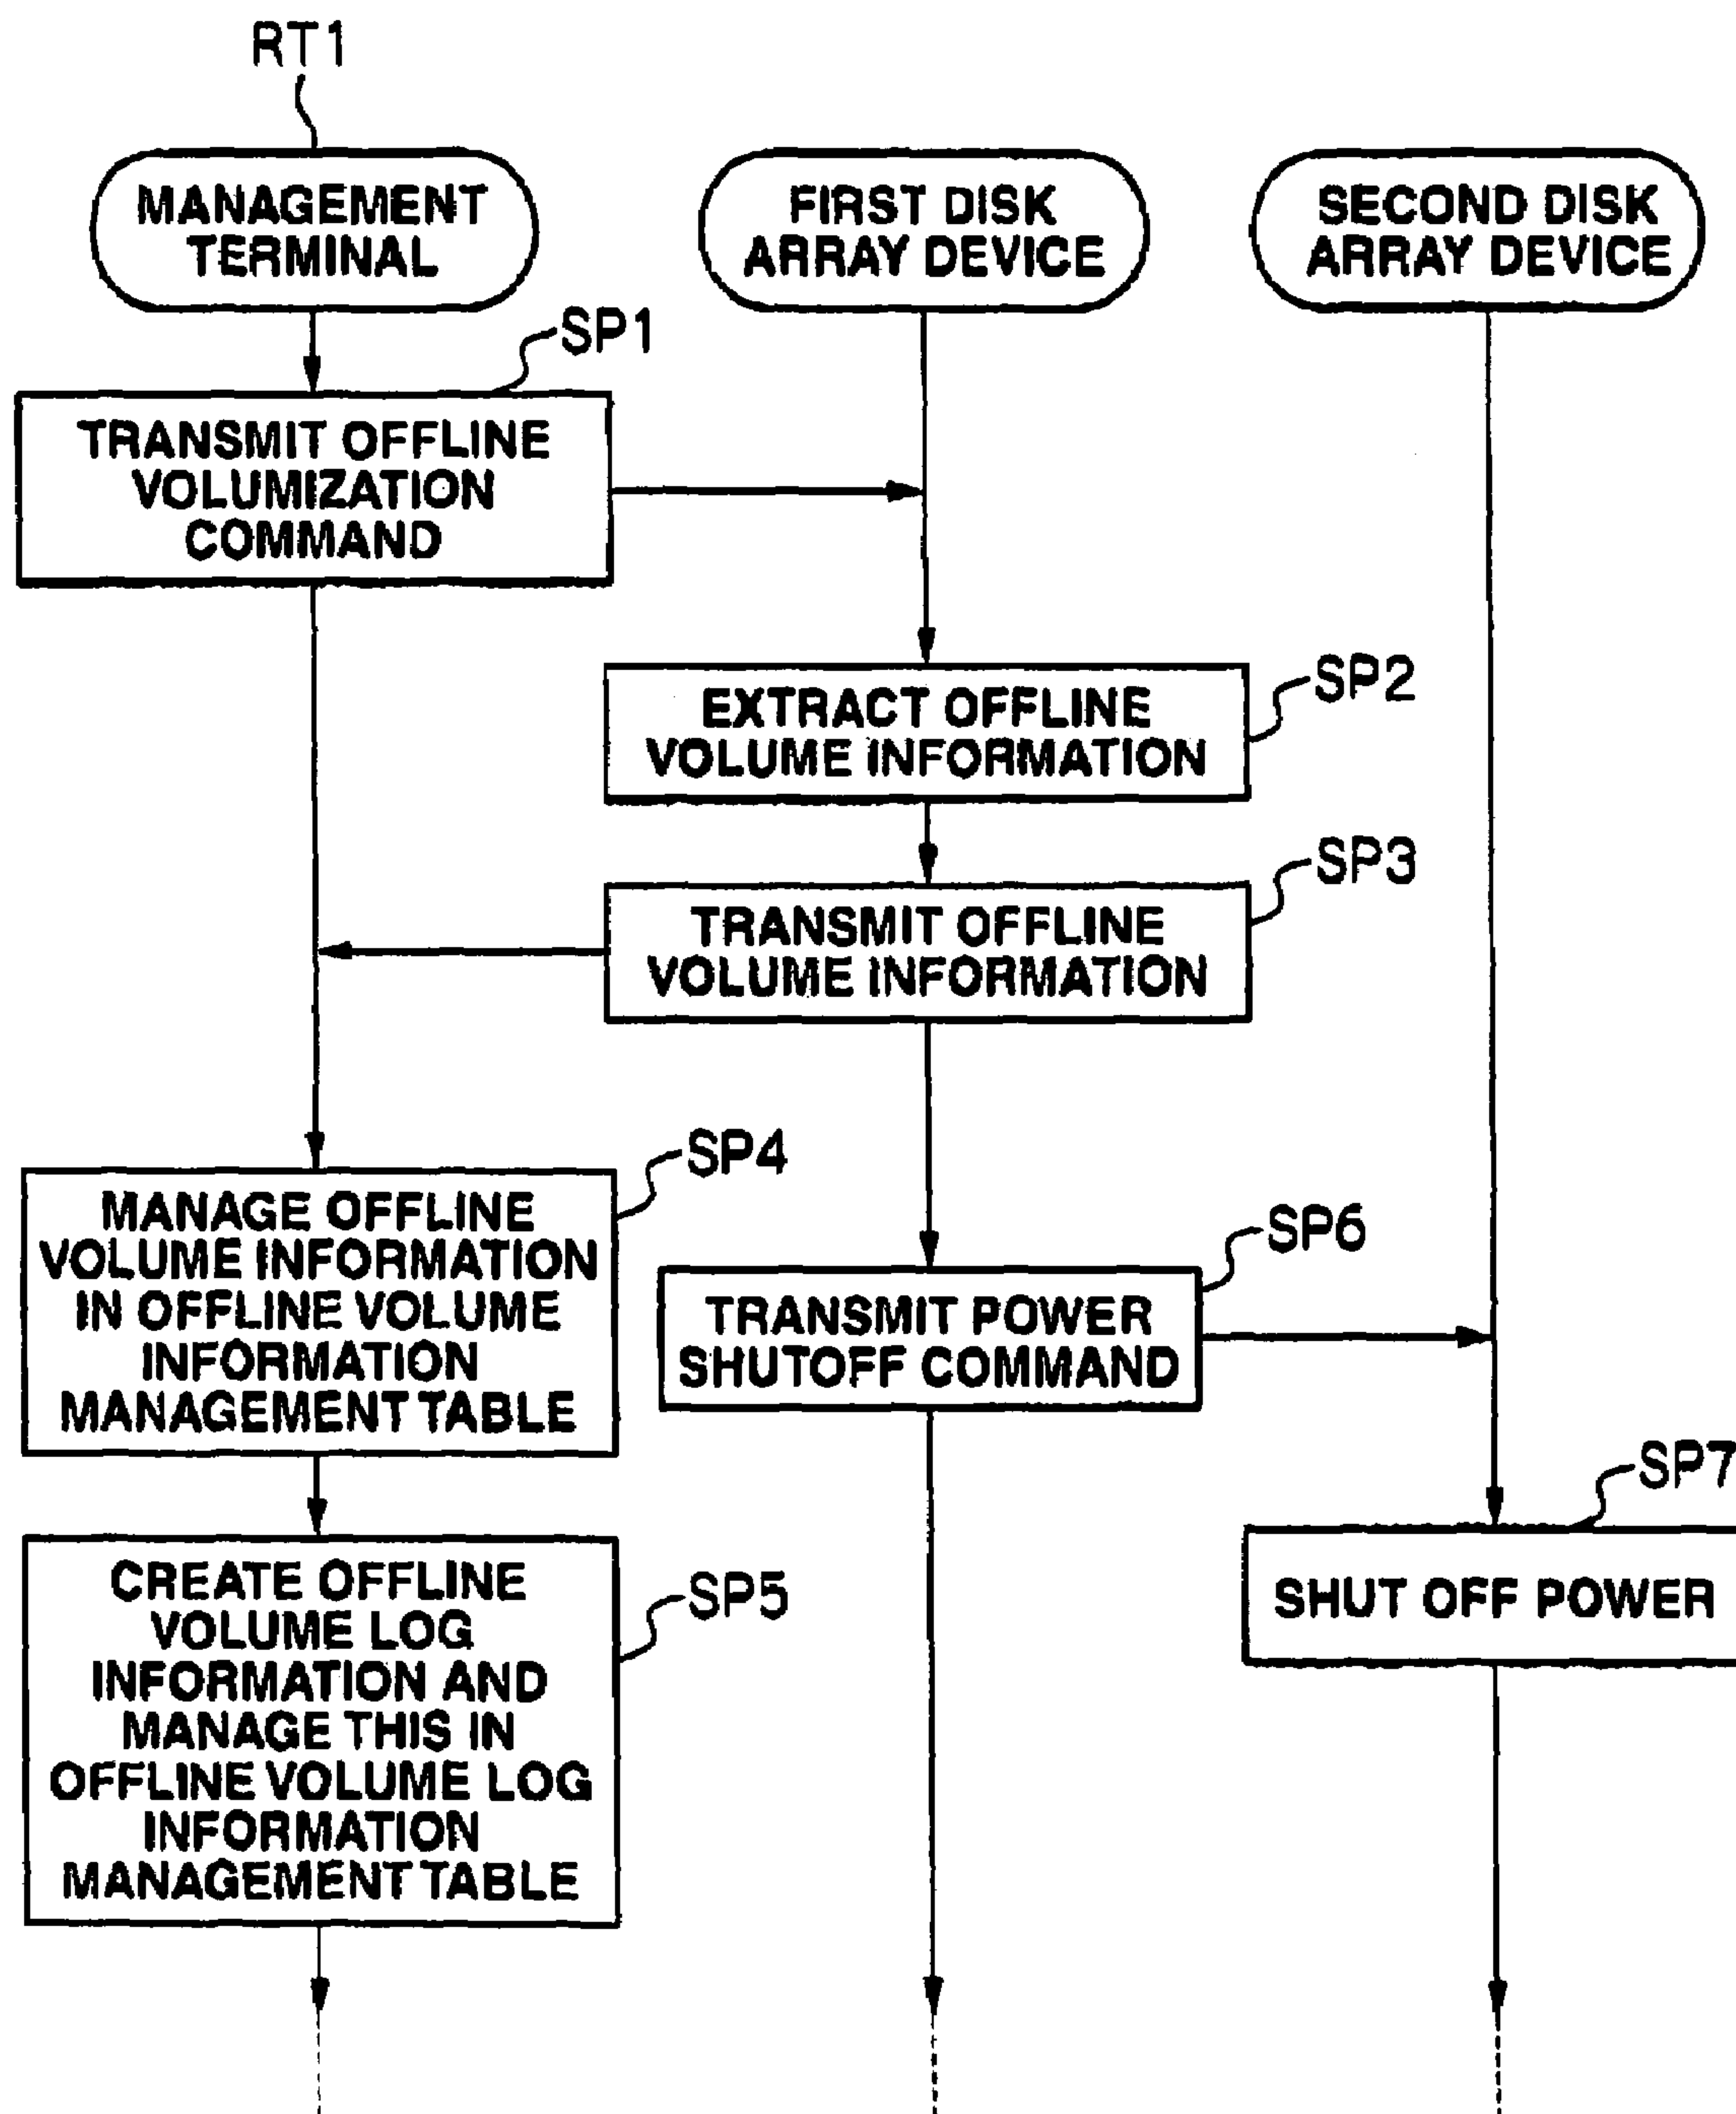 RT1
MANAGEMENT
TERMINAL
FIRST DISK
ARRAY DEVICE
SECOND DISK
ARRAY DEVICE
SP1
TRANSMIT OFFLINE
VOLUMIZATION
COMMAND
SP2
EXTRACT OFFLINE
VOLUME INFORMATION
SP3
TRANSMIT OFFLINE
VOLUME INFORMATION
SP4
MANAGE OFFLINE
VOLUME INFORMATION
IN OFFLINE VOLUME
INFORMATION
MANAGEMENT TABLE
SP6
TRANSMIT POWER
SHUTOFF COMMAND
SP7
SHUT OFF POWER
SP5
CREATE OFFLINE
VOLUME LOG
INFORMATION AND
MANAGE THIS IN
OFFLINE VOLUME LOG
INFORMATION
MANAGEMENT TABLE